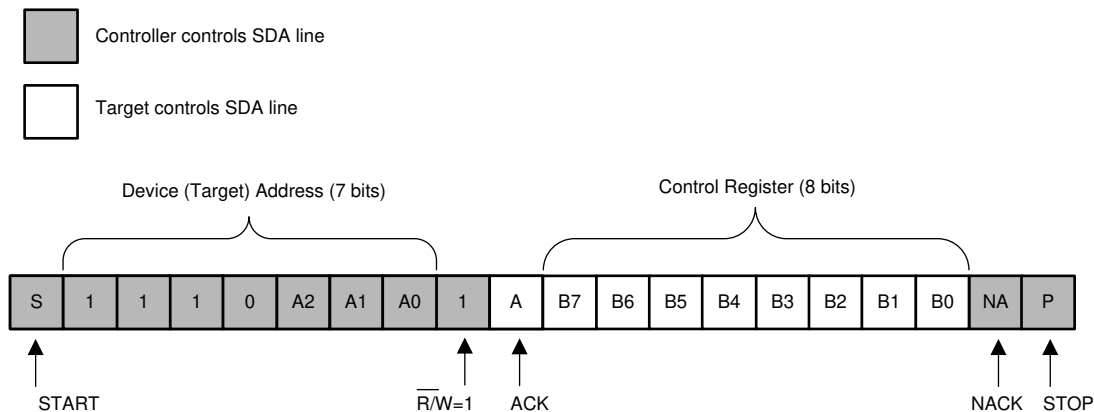 Controller controls SDA line
Target controls SDA line
Device (Target) Address (7 bits)
Control Register (8 bits)
S 1 1 1 0 A2 A1 A0 1 A B7 B6 B5 B4 B3 B2 B1 B0 NA P
START
R̅/W=1
ACK
NACK
STOP